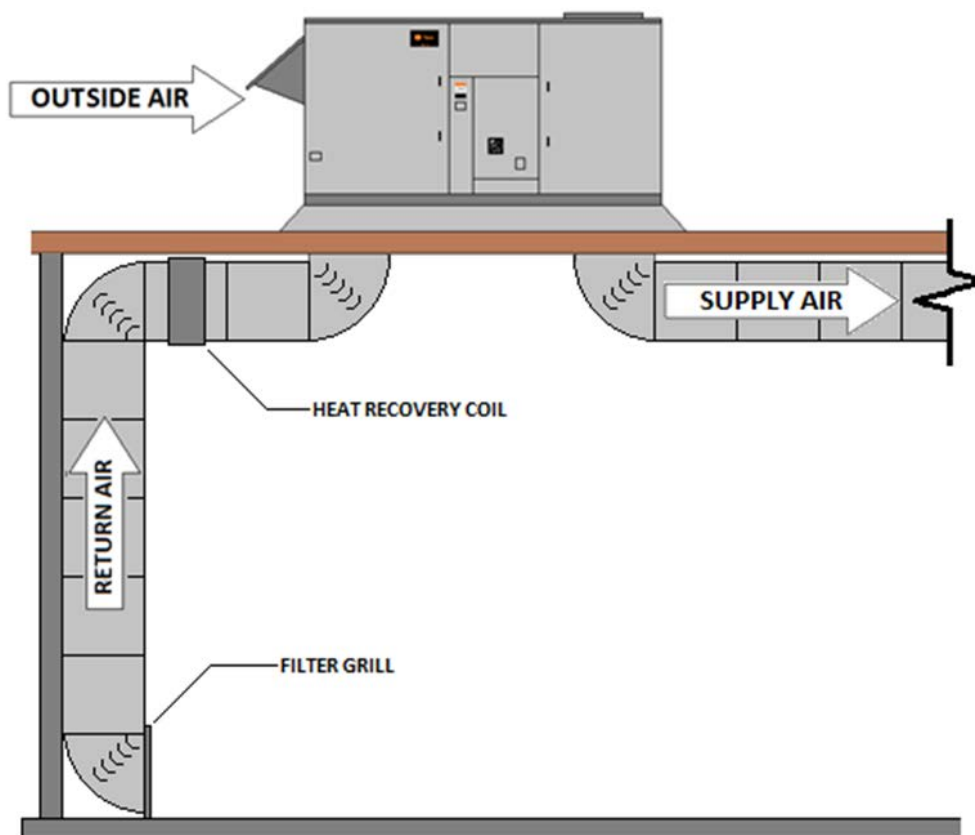 OUTSIDE AIR
SUPPLY AIR
HEAT RECOVERY COIL
RETURN AIR
FILTER GRILL